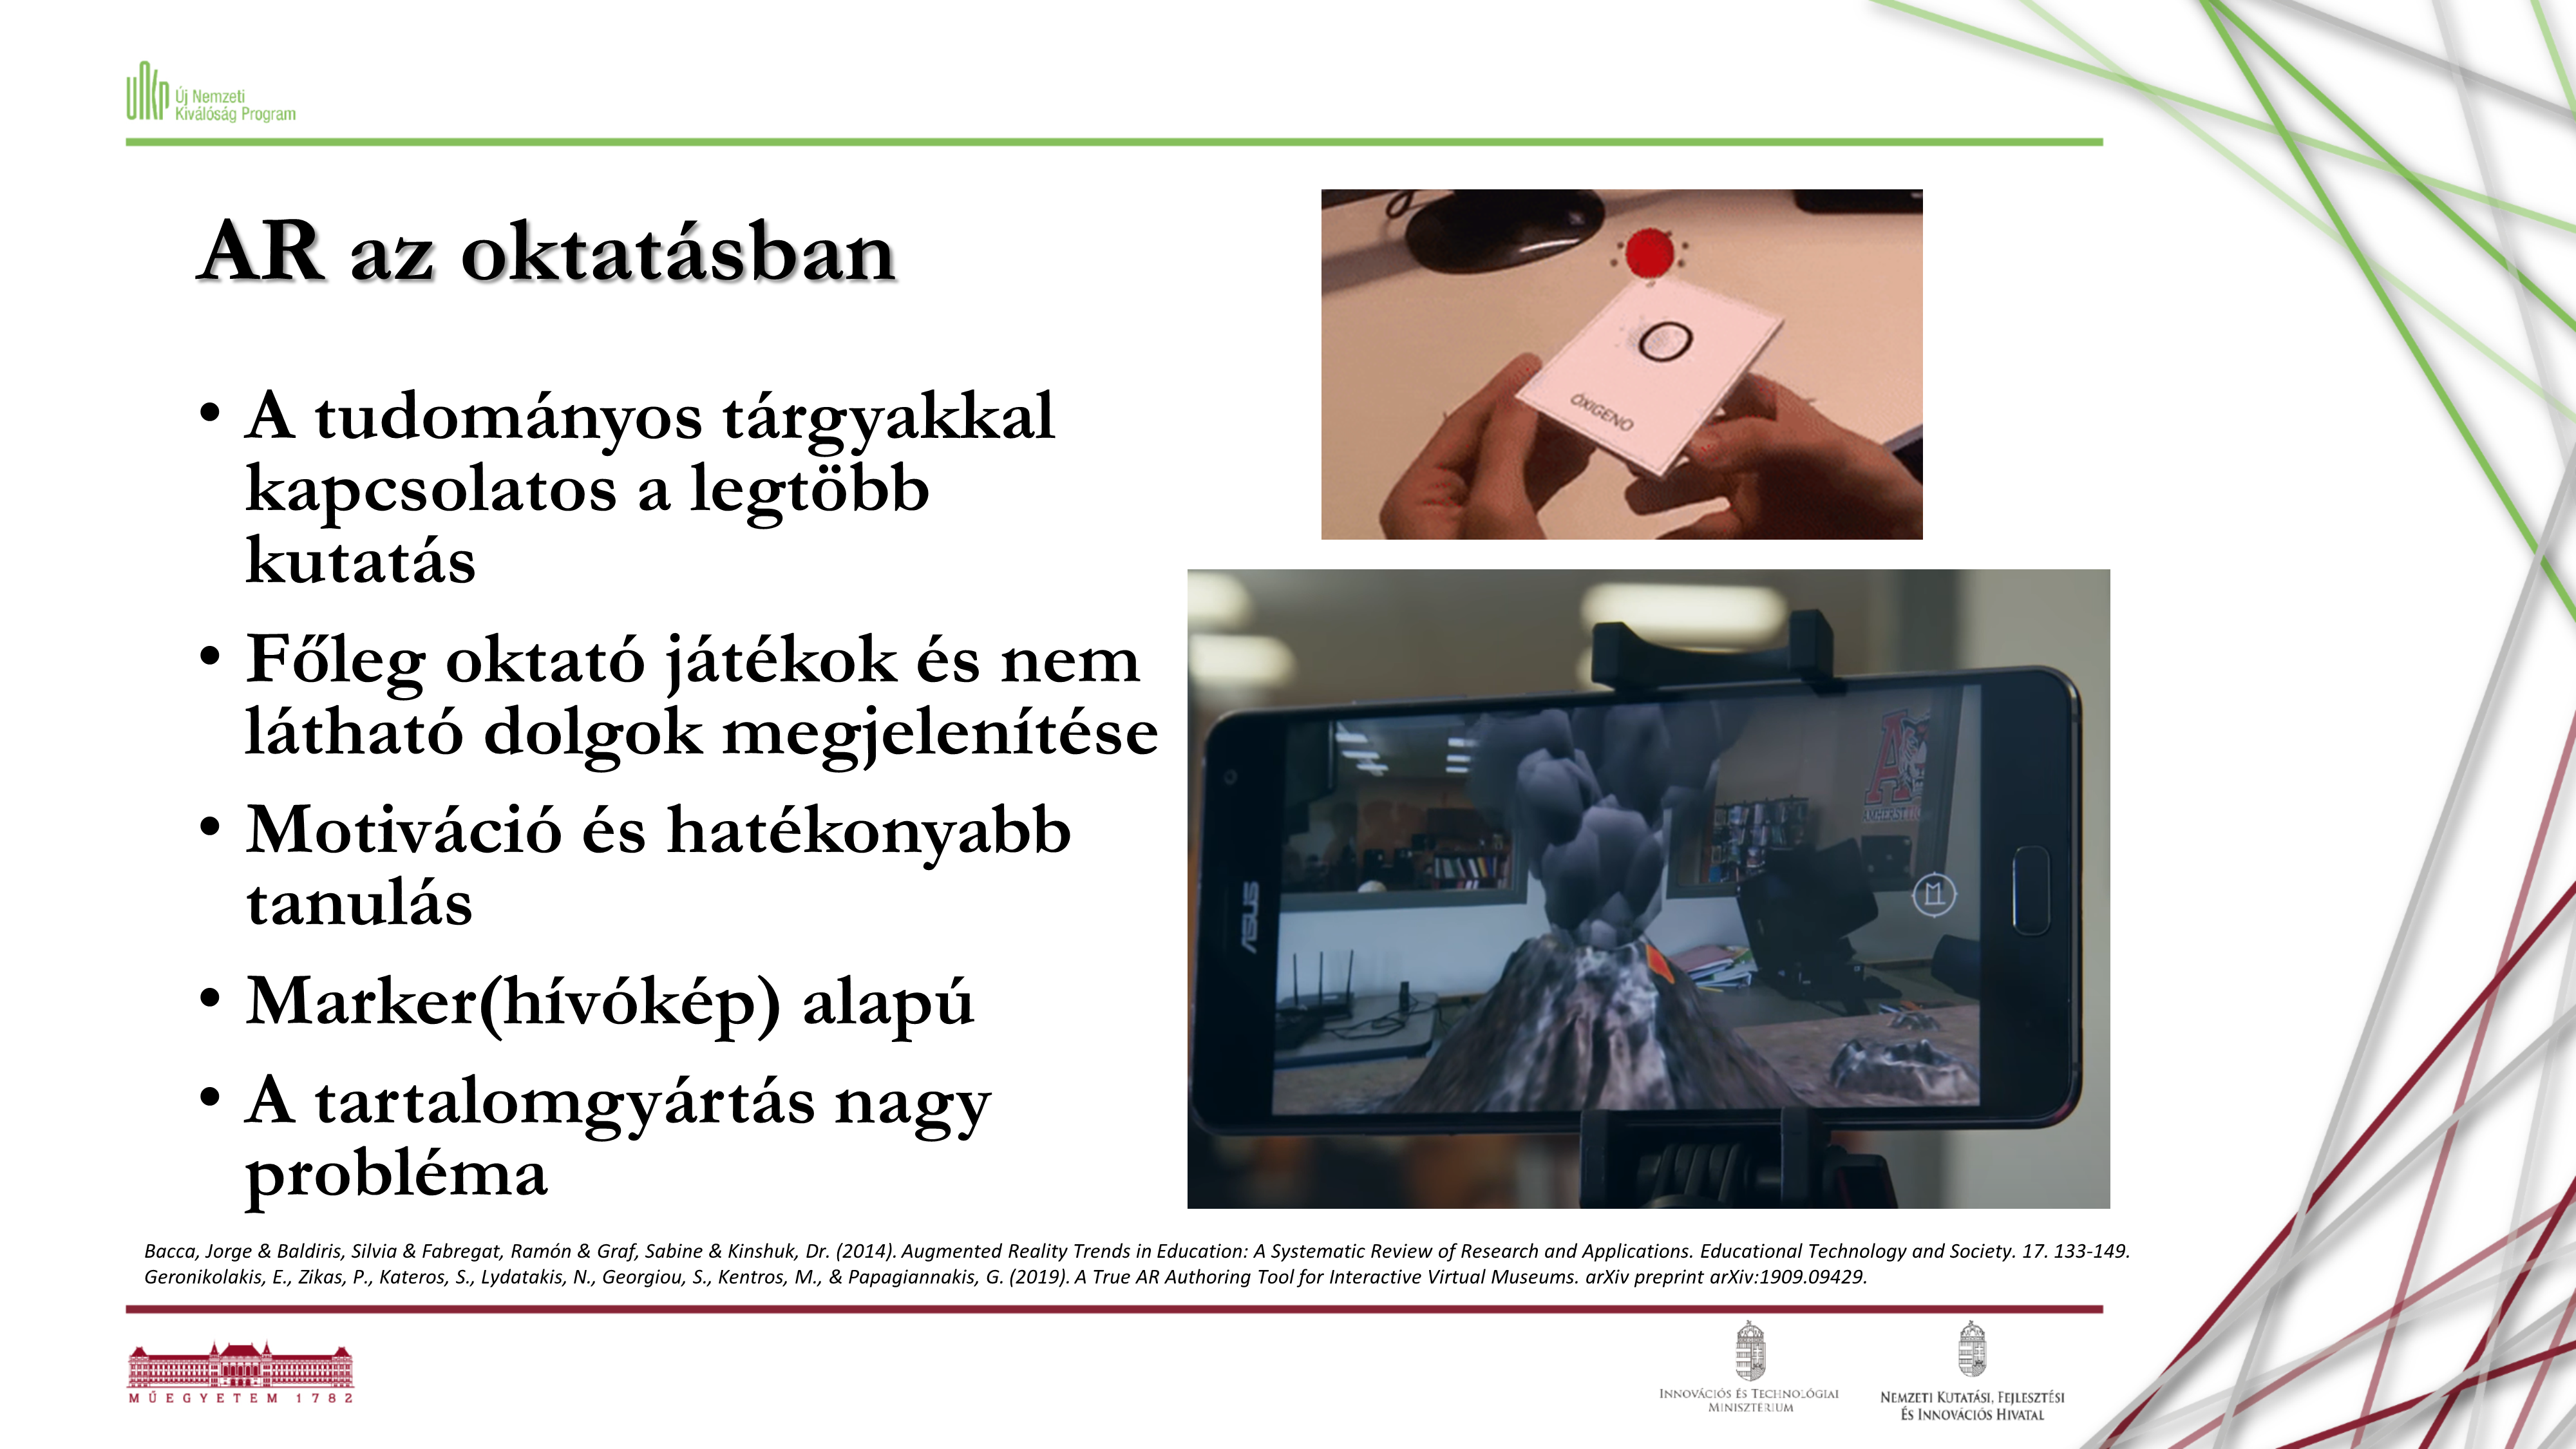 Új Nemzeti
Kiválóság Program
AR az oktatásban
• A tudományos tárgyakkal
kapcsolatos a legtöbb
kutatás
• Főleg oktató játékok és nem
látható dolgok megjelenítése
• Motiváció és hatékonyabb
tanulás
• Marker(hívókép) alapú
• A tartalomgyártás nagy
probléma
O
ÓXIGENO
ASUS
A
AMHERST
Bacca, Jorge & Baldiris, Silvia & Fabregat, Ramón & Graf, Sabine & Kinshuk, Dr. (2014). Augmented Reality Trends in Education: A Systematic Review of Research and Applications. Educational Technology and Society. 17. 133-149.
Geronikolakis, E., Zikas, P., Kateros, S., Lydatakis, N., Georgiou, S., Kentros, M., & Papagiannakis, G. (2019). A True AR Authoring Tool for Interactive Virtual Museums. arXiv preprint arXiv:1909.09429.
MŰEGYETEM 1782
INNOVÁCIÓS ÉS TECHNOLÓGIAI
MINISZTÉRIUM
NEMZETI KUTATÁSI, FEJLESZTÉSI
ÉS INNOVÁCIÓS HIVATAL